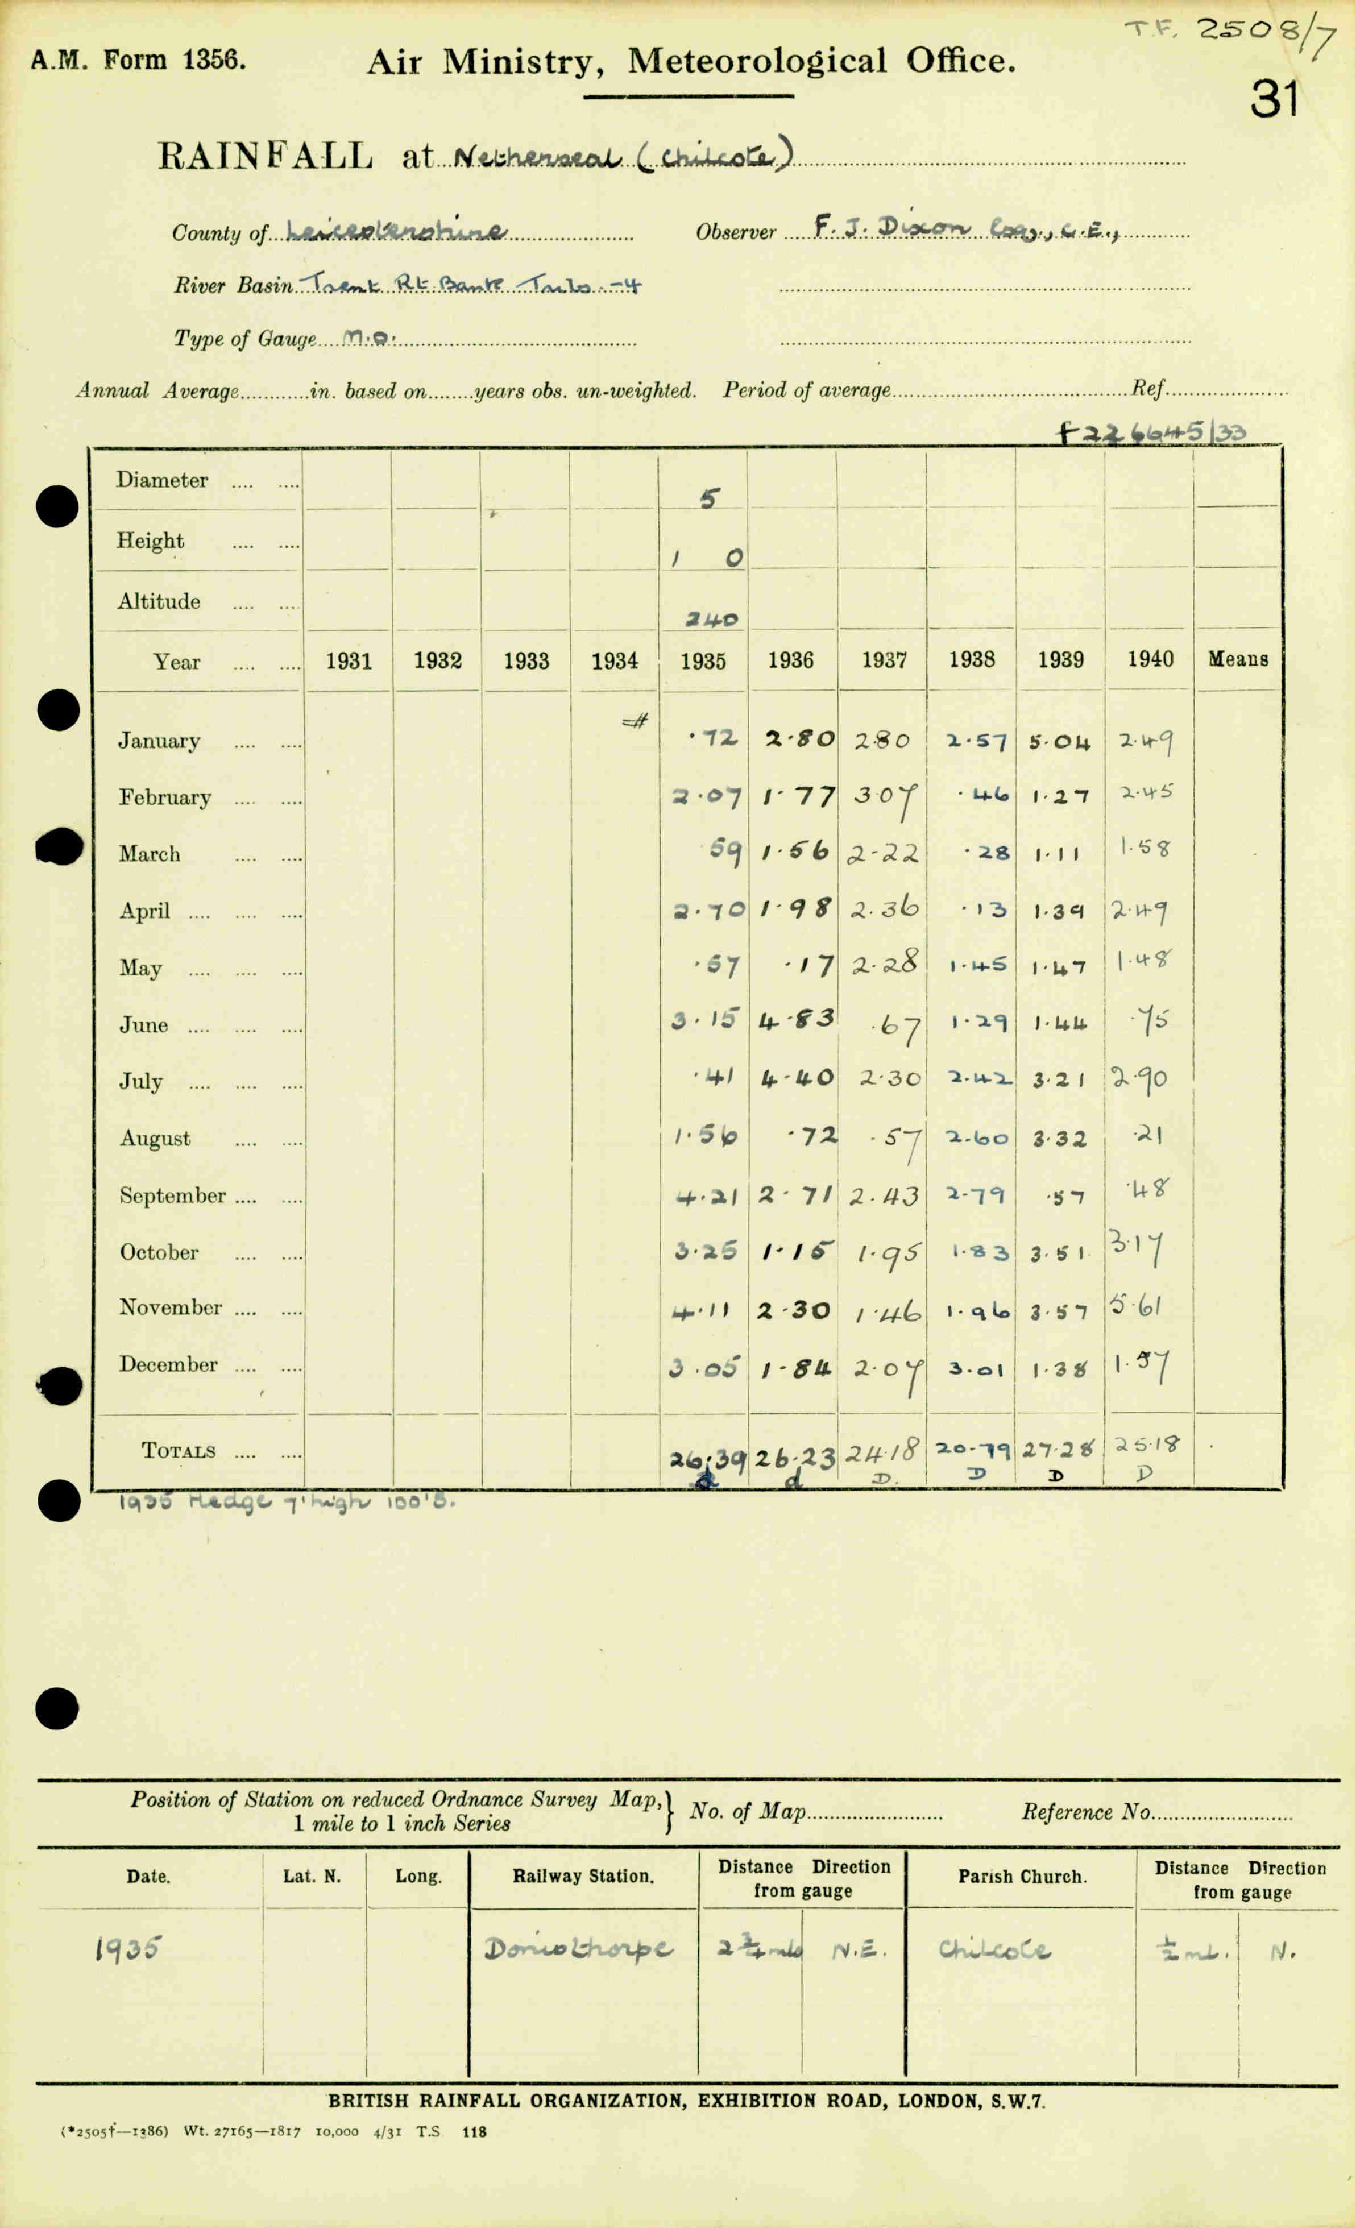 T.F. 2508/7
A.M. Form 1356. Air Ministry, Meteorological Office.
31
RAINFALL at Netherseal (Chilcote)
County of Leicestershire Observer F. J. Dixon Esq., C.E.,
River Basin Trent Rt Bank Tribs -4
Type of Gauge M.O.
Annual Average............in. based on........years obs. un-weighted. Period of average............Ref............
F226645/33
Diameter .... .... 5
Height .... .... 1 0
Altitude .... .... 240
Year .... .... 1931 1932 1933 1934 1935 1936 1937 1938 1939 1940 Means
January .... .... ·72 2·80 2·80 2·57 5·04 2·49
February .... .... 2·07 1·77 3·07 ·46 1·27 2·45
March .... .... 59 1·56 2·22 ·28 1·11 1·58
April .... .... .... 2·70 1·98 2·36 ·13 1·39 2·49
May .... .... .... ·57 ·17 2·28 1·45 1·47 1·48
June .... .... .... 3·15 4·83 ·67 1·29 1·44 ·75
July .... .... .... ·41 4·40 2·30 2·42 3·21 2·90
August .... .... 1·56 ·72 ·57 2·60 3·32 ·21
September .... .... 4·21 2·71 2·43 2·79 ·57 ·48
October .... .... 3·25 1·15 1·95 1·83 3·51 3·17
November .... .... 4·11 2·30 1·46 1·96 3·57 5·61
December .... .... 3·05 1·84 2·07 3·01 1·38 1·57
TOTALS .... .... 26·39 26·23 24·18 20·79 27·28 25·18
d d D. D D D
1935 Hedge 7' high 100' S.
Position of Station on reduced Ordnance Survey Map,} No. of Map............ Reference No............
1 mile to 1 inch Series
Date. Lat. N. Long. Railway Station. Distance Direction from gauge Parish Church. Distance Direction from gauge
1935 Donisthorpe 2¾ mls N.E. Chilcote ½ ml. N.
BRITISH RAINFALL ORGANIZATION, EXHIBITION ROAD, LONDON, S.W.7.
(*2505†—1386) Wt. 27165—1817 10,000 4/31 T.S. 118